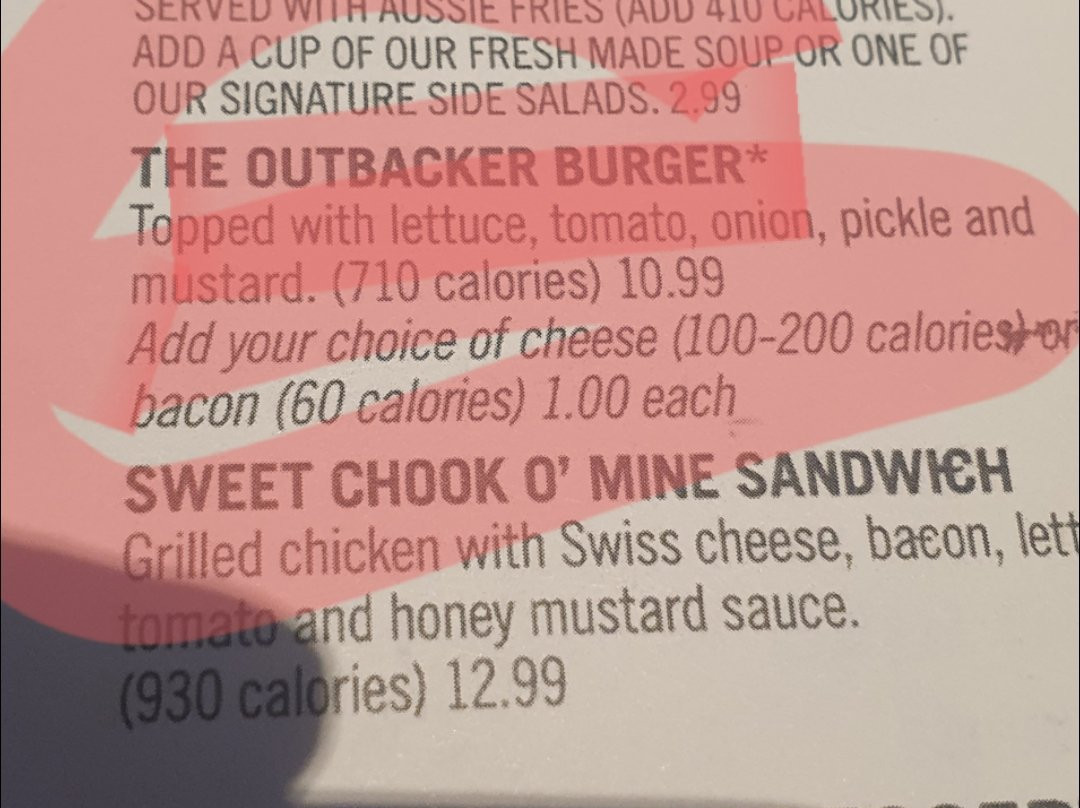 SERVED WITH AUSSIE FRIES (ADD 410 CALORIES).
ADD A CUP OF OUR FRESH MADE SOUP OR ONE OF
OUR SIGNATURE SIDE SALADS. 2.99
THE OUTBACKER BURGER*
Topped with lettuce, tomato, onion, pickle and
mustard. (710 calories) 10.99
Add your choice of cheese (100-200 calories) or
bacon (60 calories) 1.00 each
SWEET CHOOK O' MINE SANDWICH
Grilled chicken with Swiss cheese, bacon, lett
tomato and honey mustard sauce.
(930 calories) 12.99